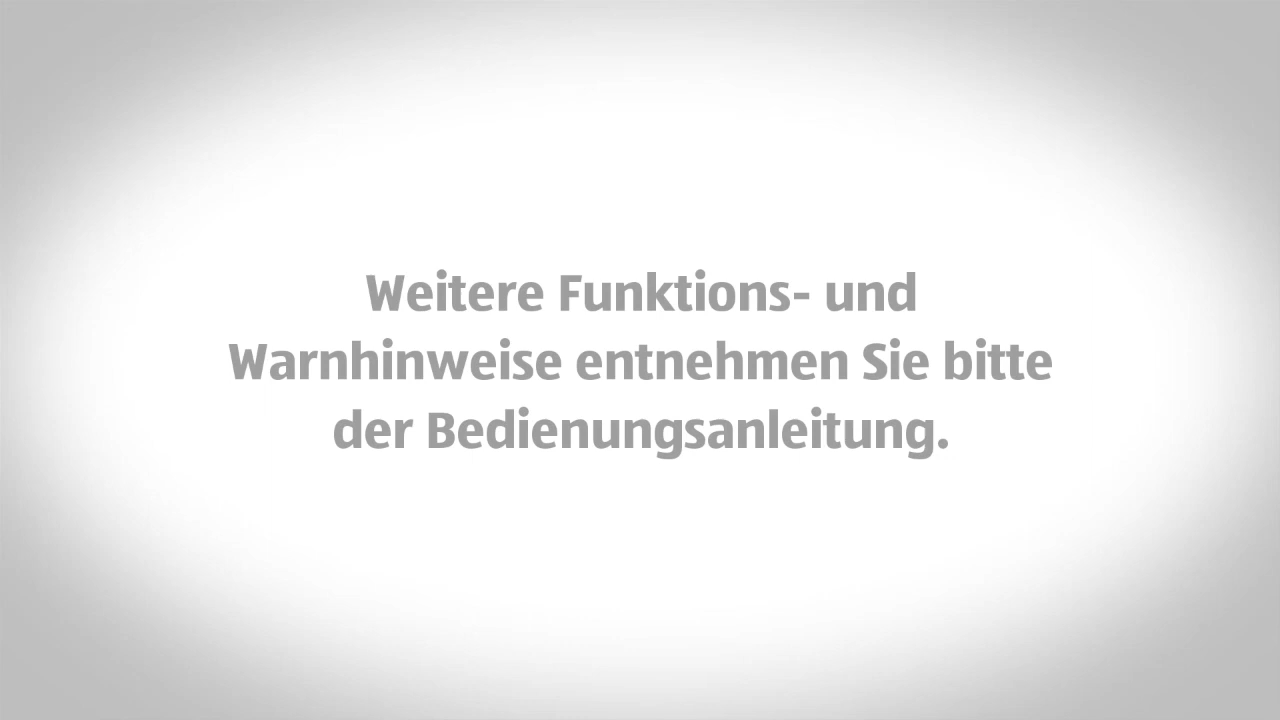 Weitere Funktions- und
Warnhinweise entnehmen Sie bitte
der Bedienungsanleitung.